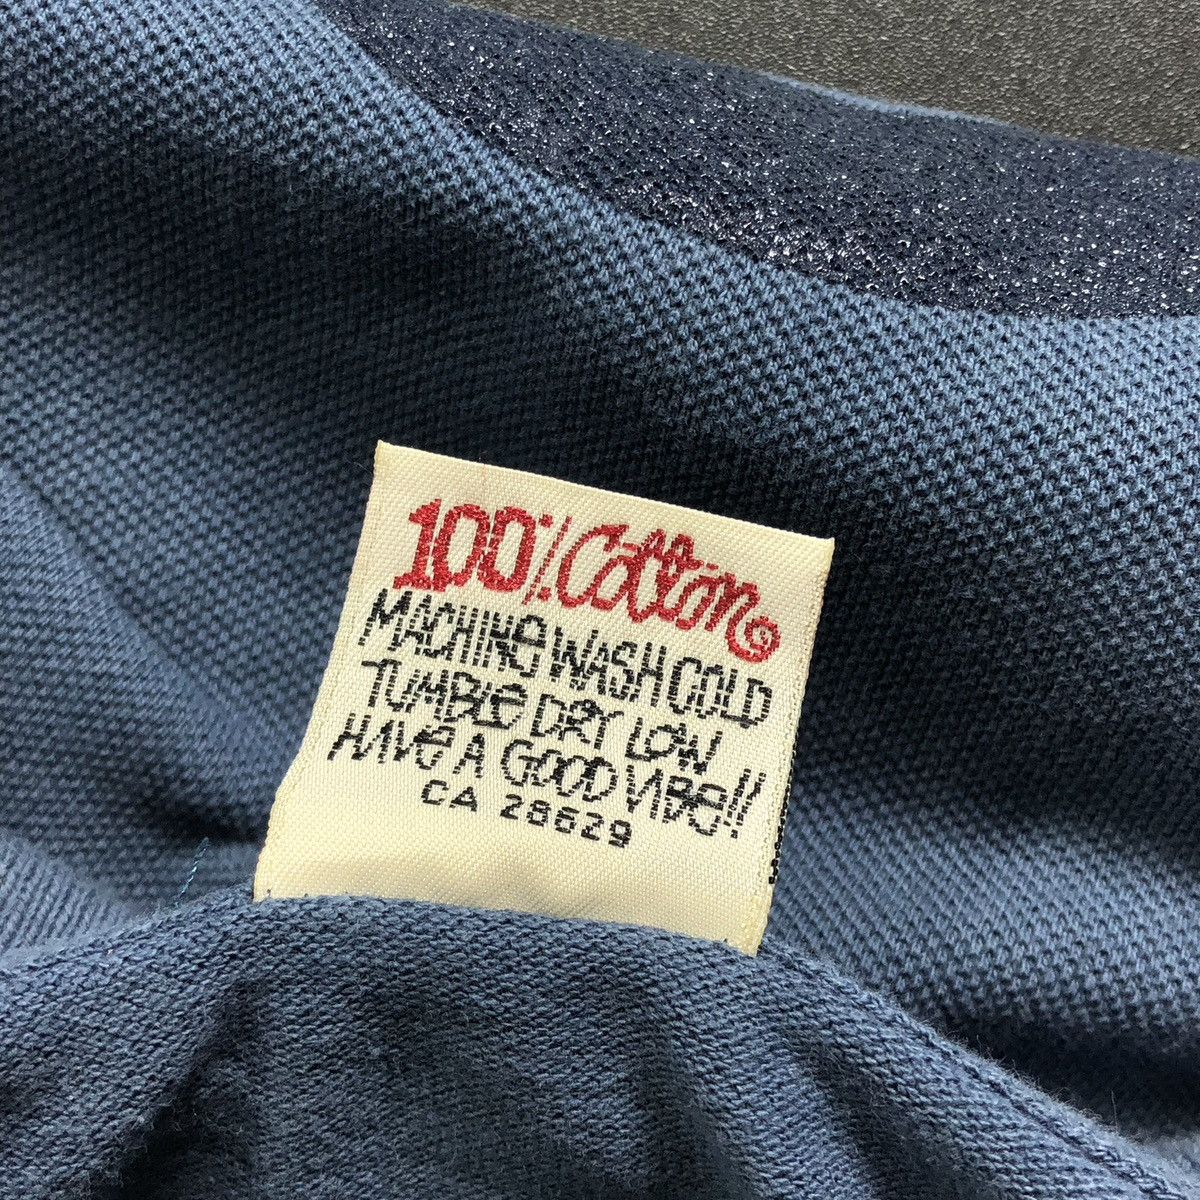 100% Cotton
MACHINE WASH COLD
TUMBLE DRY LOW
HAVE A GOOD VIBE!!
CA 28629